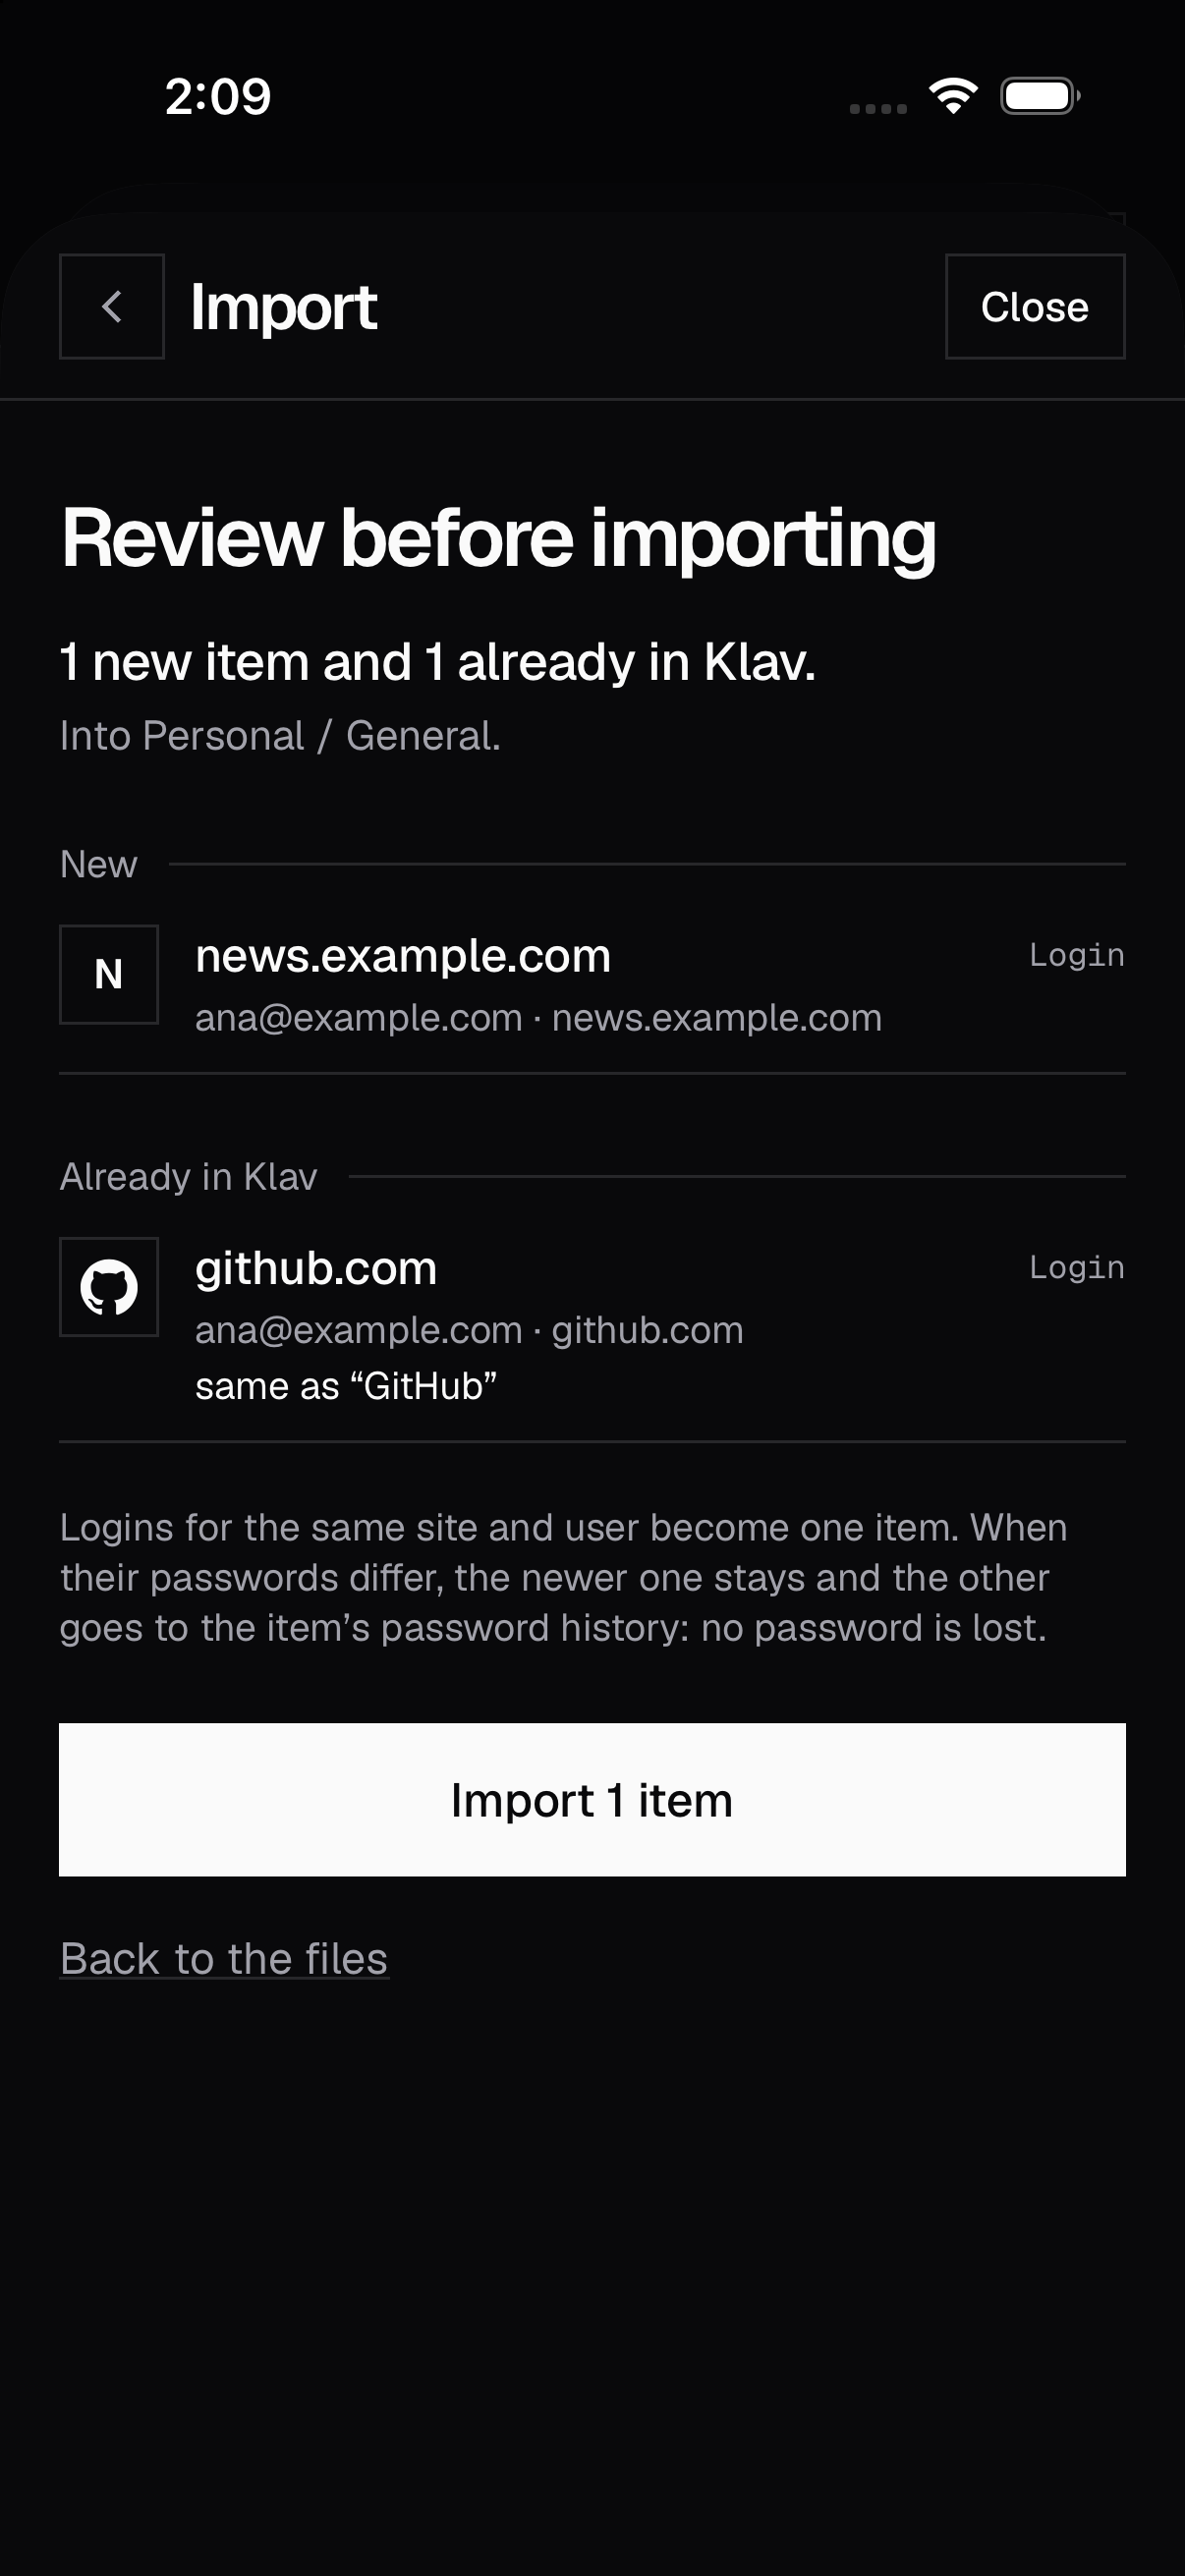 2:09
Import
Close
Review before importing
1 new item and 1 already in Klav.
Into Personal / General.
New
N
news.example.com
Login
ana@example.com · news.example.com
Already in Klav
github.com
Login
ana@example.com · github.com
same as “GitHub”
Logins for the same site and user become one item. When
their passwords differ, the newer one stays and the other
goes to the item’s password history: no password is lost.
Import 1 item
Back to the files